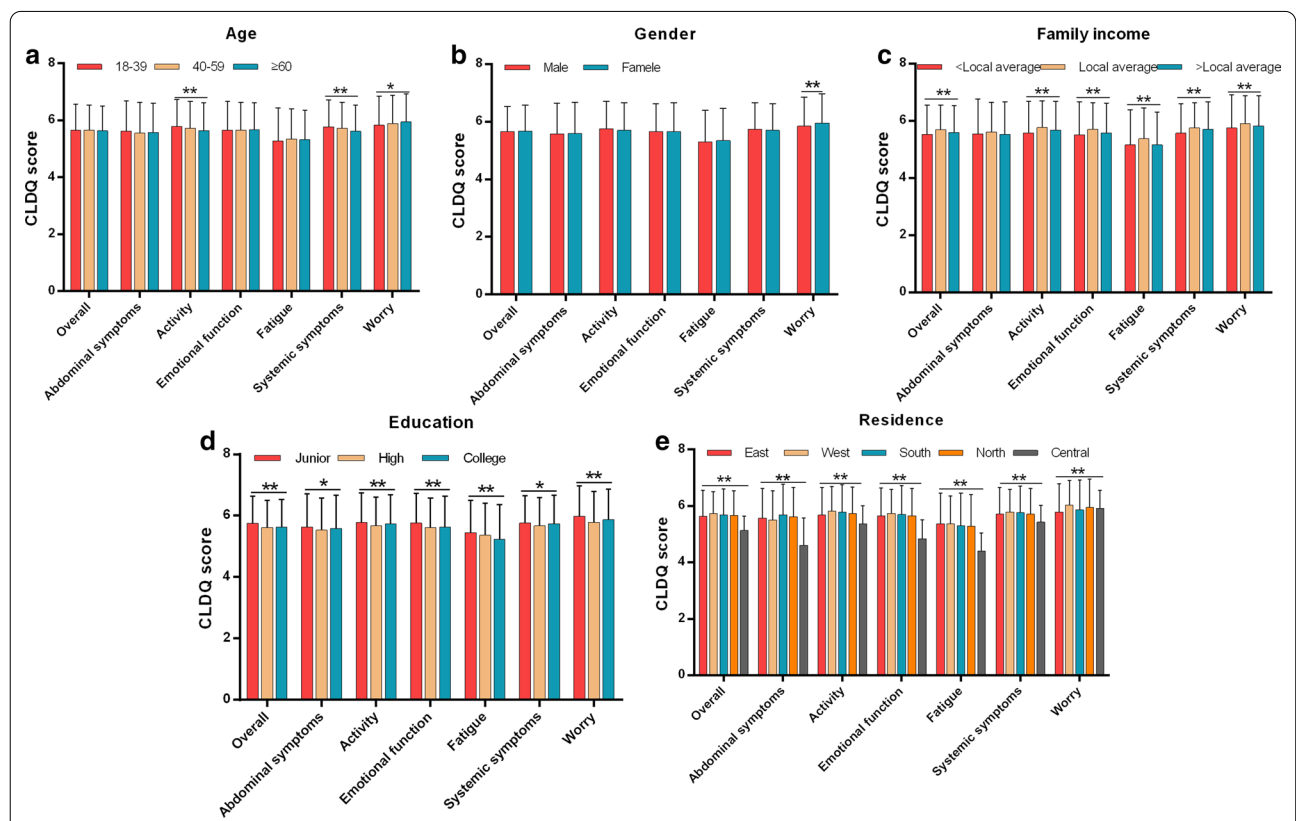 a
Age
18-39 40-59 ≥60
CLDQ score
8
6
4
2
0
** ** *
Overall
Abdominal symptoms
Activity
Emotional function
Fatigue
Systemic symptoms
Worry
b
Gender
Male Famele
CLDQ score
8
6
4
2
0
**
Overall
Abdominal symptoms
Activity
Emotional function
Fatigue
Systemic symptoms
Worry
c
Family income
<Local average Local average >Local average
CLDQ score
8
6
4
2
0
** ** ** ** ** **
Overall
Abdominal symptoms
Activity
Emotional function
Fatigue
Systemic symptoms
Worry
d
Education
Junior High College
CLDQ score
8
6
4
2
0
** * ** ** ** * **
Overall
Abdominal symptoms
Activity
Emotional function
Fatigue
Systemic symptoms
Worry
e
Residence
East West South North Central
CLDQ score
8
6
4
2
0
** ** ** ** ** ** **
Overall
Abdominal symptoms
Activity
Emotional function
Fatigue
Systemic symptoms
Worry